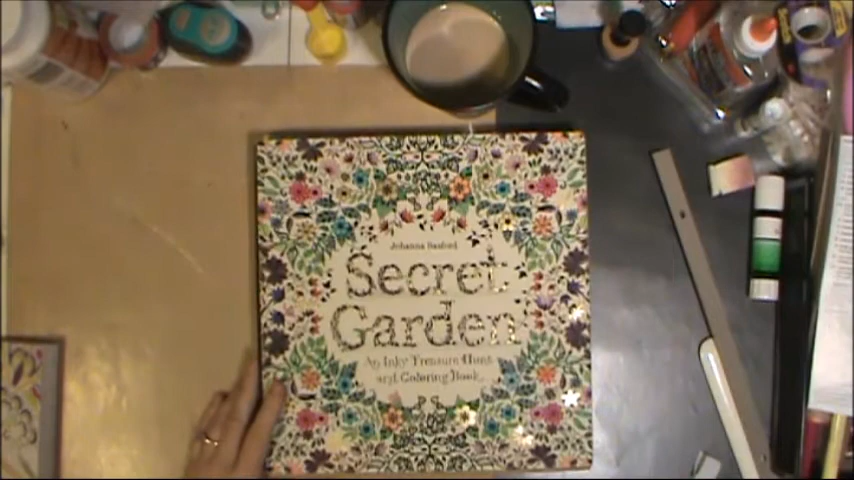 Johanna Basford
Secret
Garden
An Inky Treasure Hunt
and Coloring Book